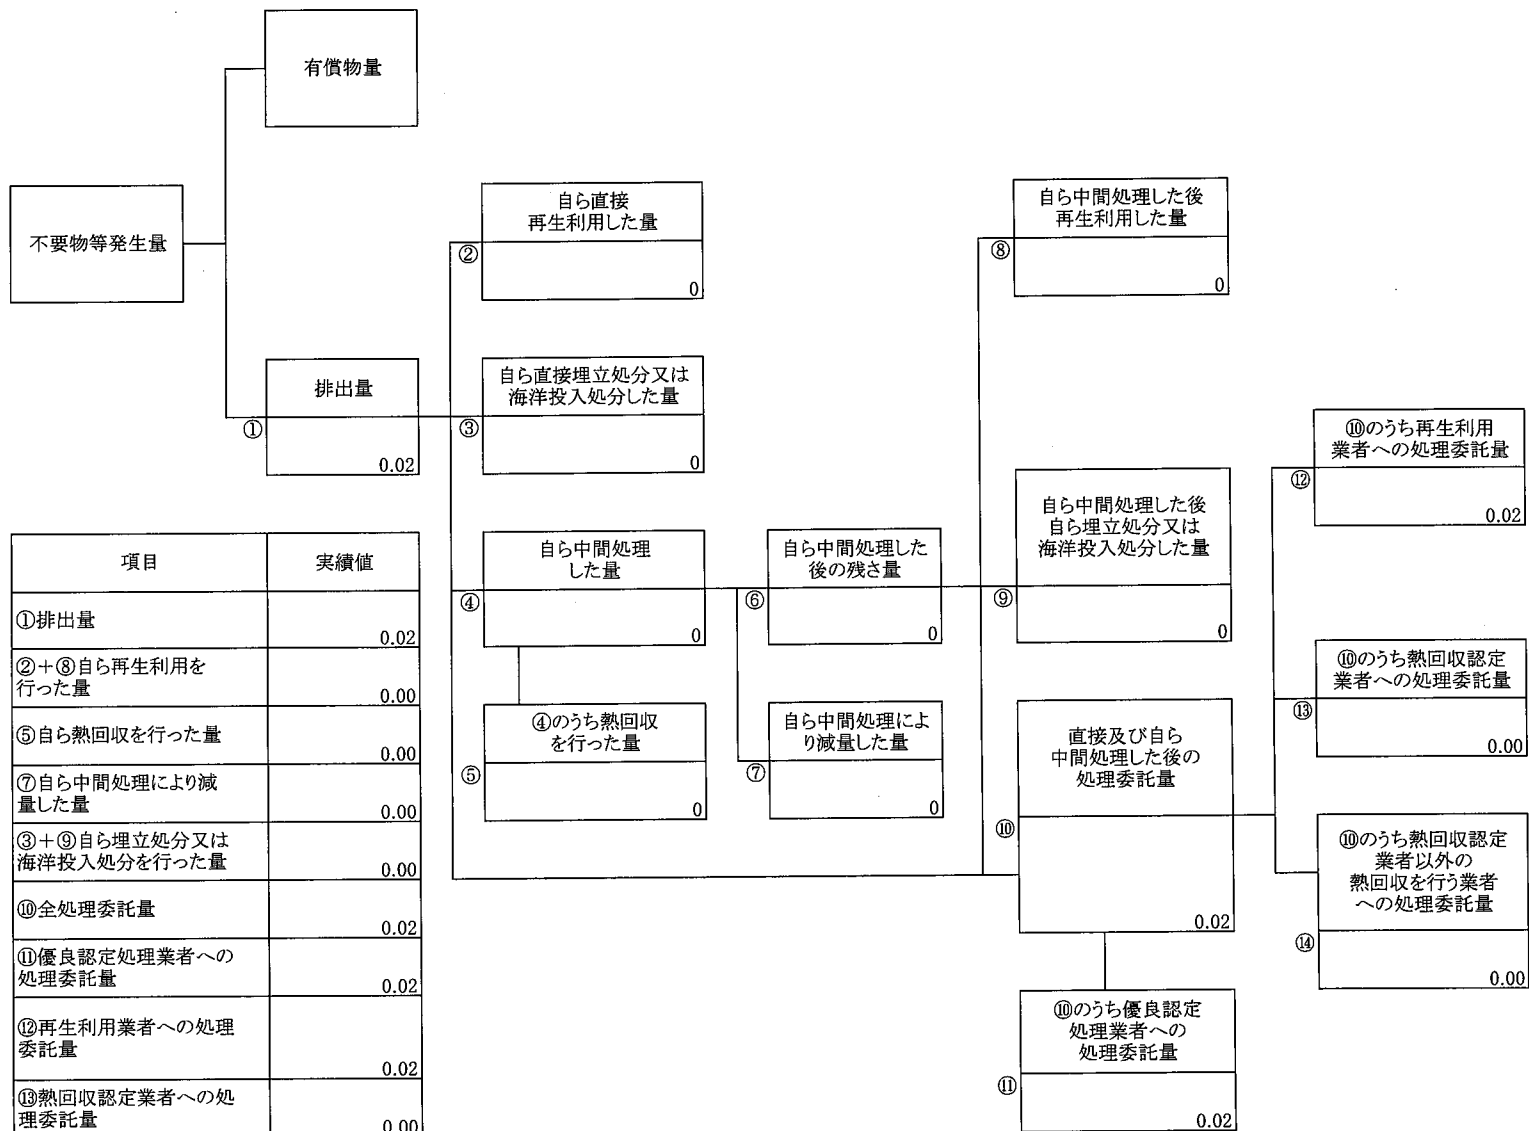 有償物量
不要物等発生量
排出量
①
0.02
自ら直接
再生利用した量
②
0
自ら直接埋立処分又は
海洋投入処分した量
③
0
自ら中間処理
した量
④
0
④のうち熱回収
を行った量
⑤
0
自ら中間処理した
後の残さ量
⑥
0
自ら中間処理によ
り減量した量
⑦
0
自ら中間処理した後
再生利用した量
⑧
0
自ら中間処理した後
自ら埋立処分又は
海洋投入処分した量
⑨
0
直接及び自ら
中間処理した後の
処理委託量
⑩
0.02
⑩のうち優良認定
処理業者への
処理委託量
⑪
0.02
⑩のうち再生利用
業者への処理委託量
⑫
0.02
⑩のうち熱回収認定
業者への処理委託量
⑬
0.00
⑩のうち熱回収認定
業者以外の
熱回収を行う業者
への処理委託量
⑭
0.00
項目 実績値
①排出量
0.02
②+⑧自ら再生利用を
行った量
0.00
⑤自ら熱回収を行った量
0.00
⑦自ら中間処理により減
量した量
0.00
③+⑨自ら埋立処分又は
海洋投入処分を行った量
0.00
⑩全処理委託量
0.02
⑪優良認定処理業者への
処理委託量
0.02
⑫再生利用業者への処理
委託量
0.02
⑬熱回収認定業者への処
理委託量
0.00